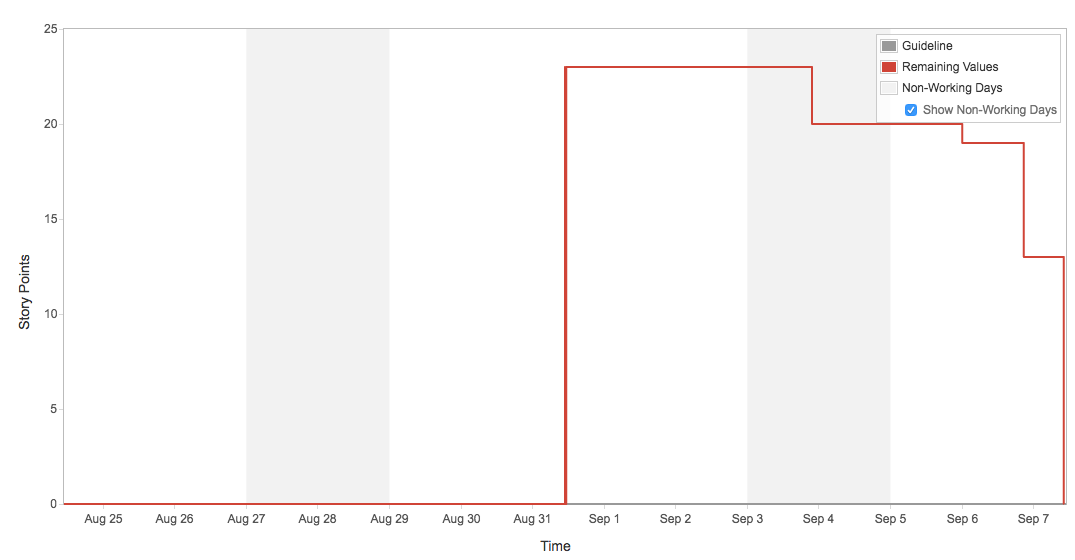 25
20
15
10
5
0
Story Points
Guideline
Remaining Values
Non-Working Days
Show Non-Working Days
Aug 25 Aug 26 Aug 27 Aug 28 Aug 29 Aug 30 Aug 31 Sep 1 Sep 2 Sep 3 Sep 4 Sep 5 Sep 6 Sep 7
Time